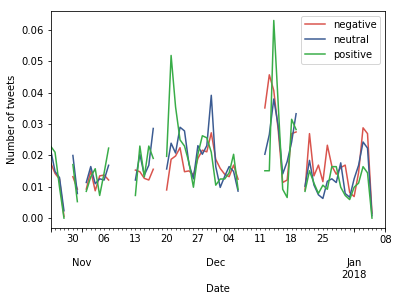 negative
neutral
positive
Number of tweets
0.06
0.05
0.04
0.03
0.02
0.01
0.00
30 06 13 20 27 04 11 18 25 08
Nov Dec Jan
2018
Date